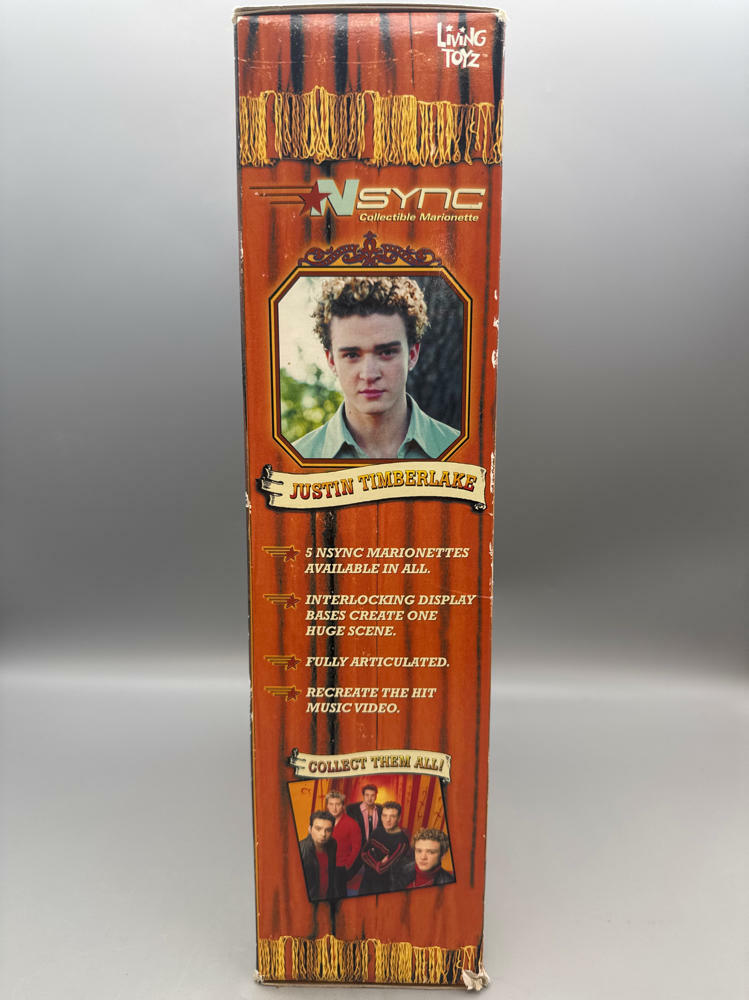 LiViNG
TOYZ™
NSYNC
Collectible Marionette
JUSTIN TIMBERLAKE
5 NSYNC MARIONETTES
AVAILABLE IN ALL.
INTERLOCKING DISPLAY
BASES CREATE ONE
HUGE SCENE.
FULLY ARTICULATED.
RECREATE THE HIT
MUSIC VIDEO.
COLLECT THEM ALL!